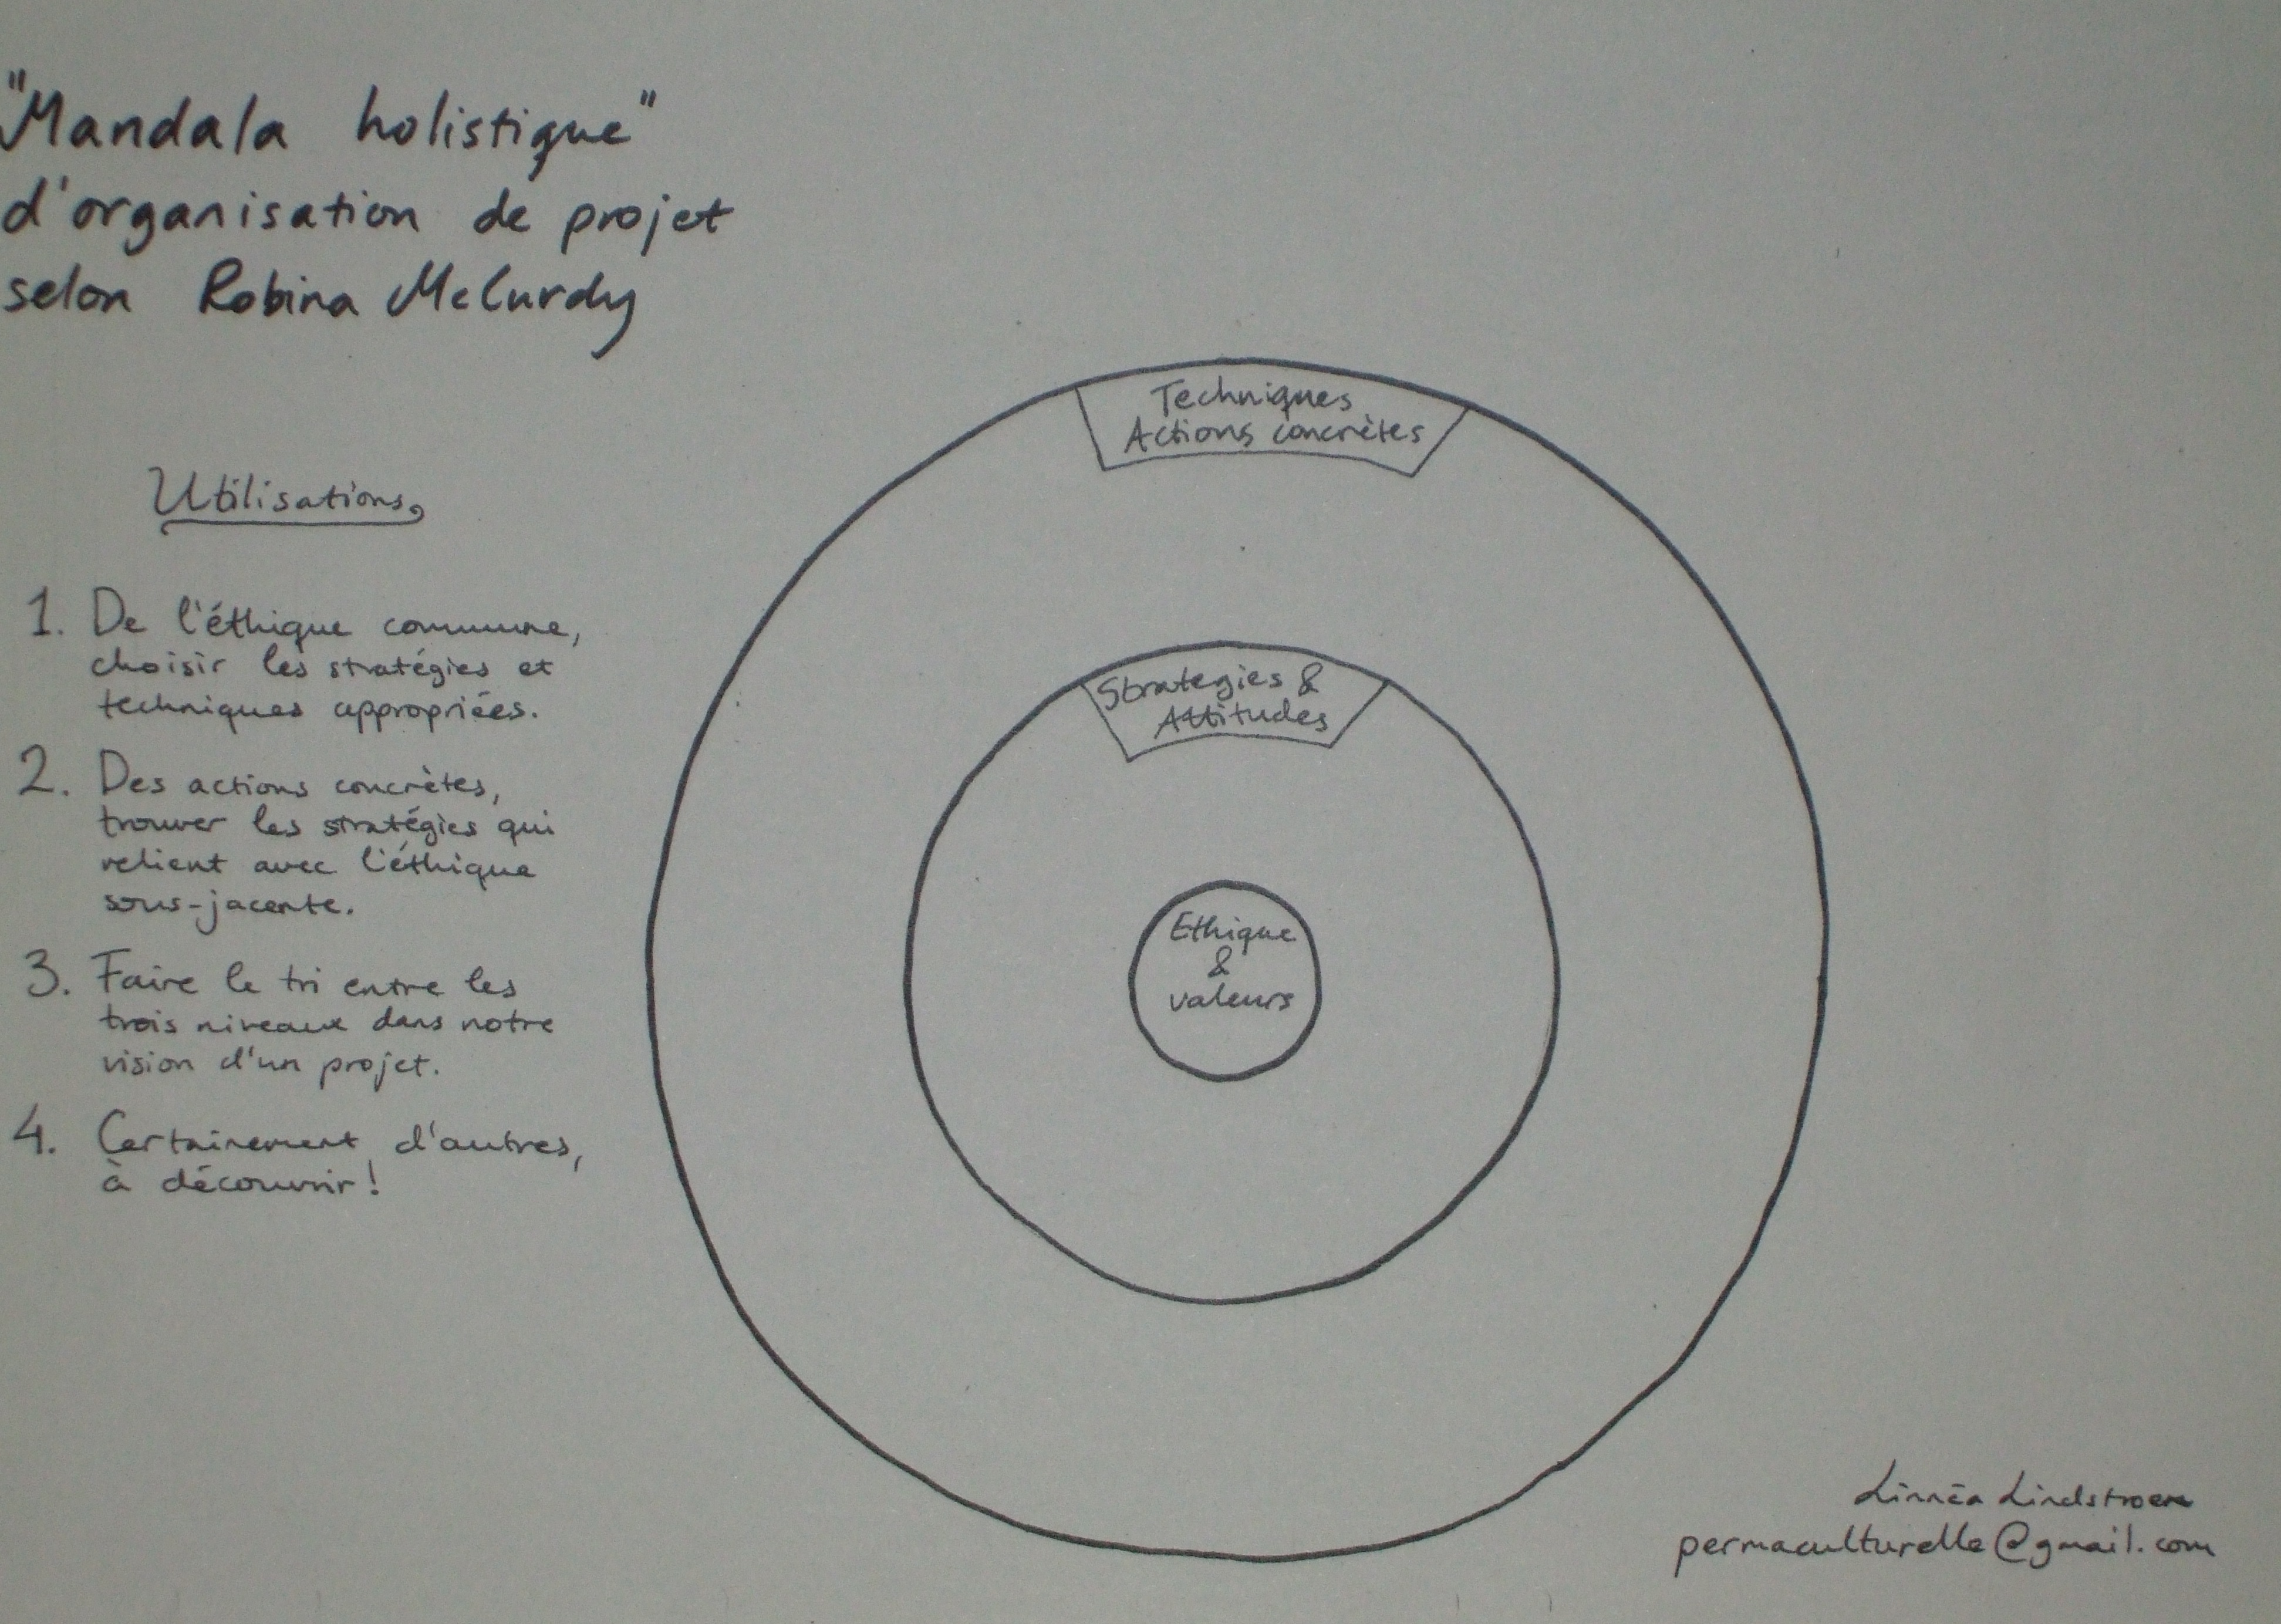 "Mandala holistique"
d'organisation de projet
selon Robina McCurdy
Utilisations
1. De l'éthique commune,
choisir les stratégies et
techniques appropriées.
2. Des actions concrètes,
trouver les stratégies qui
relient avec l'éthique
sous-jacente.
3. Faire le tri entre les
trois niveaux dans notre
vision d'un projet.
4. Certainement d'autres,
à découvrir!
Techniques
Actions concrètes
Strategies &
Attitudes
Ethique
&
valeurs
Linnéa Lindstroem
permaculturelle@gmail.com